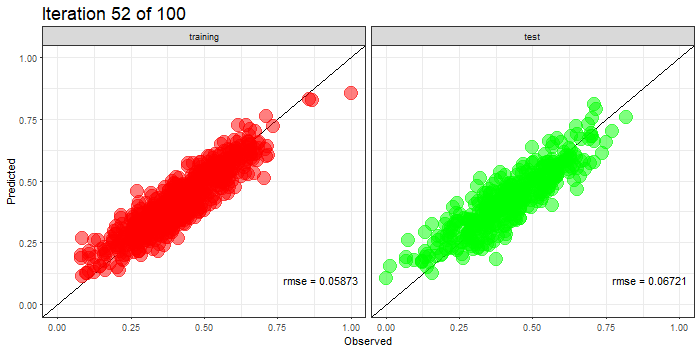 Iteration 52 of 100
training
test
1.00
0.75
0.50
0.25
0.00
Predicted
rmse = 0.05873
rmse = 0.06721
0.00 0.25 0.50 0.75 1.00 0.00 0.25 0.50 0.75 1.00
Observed